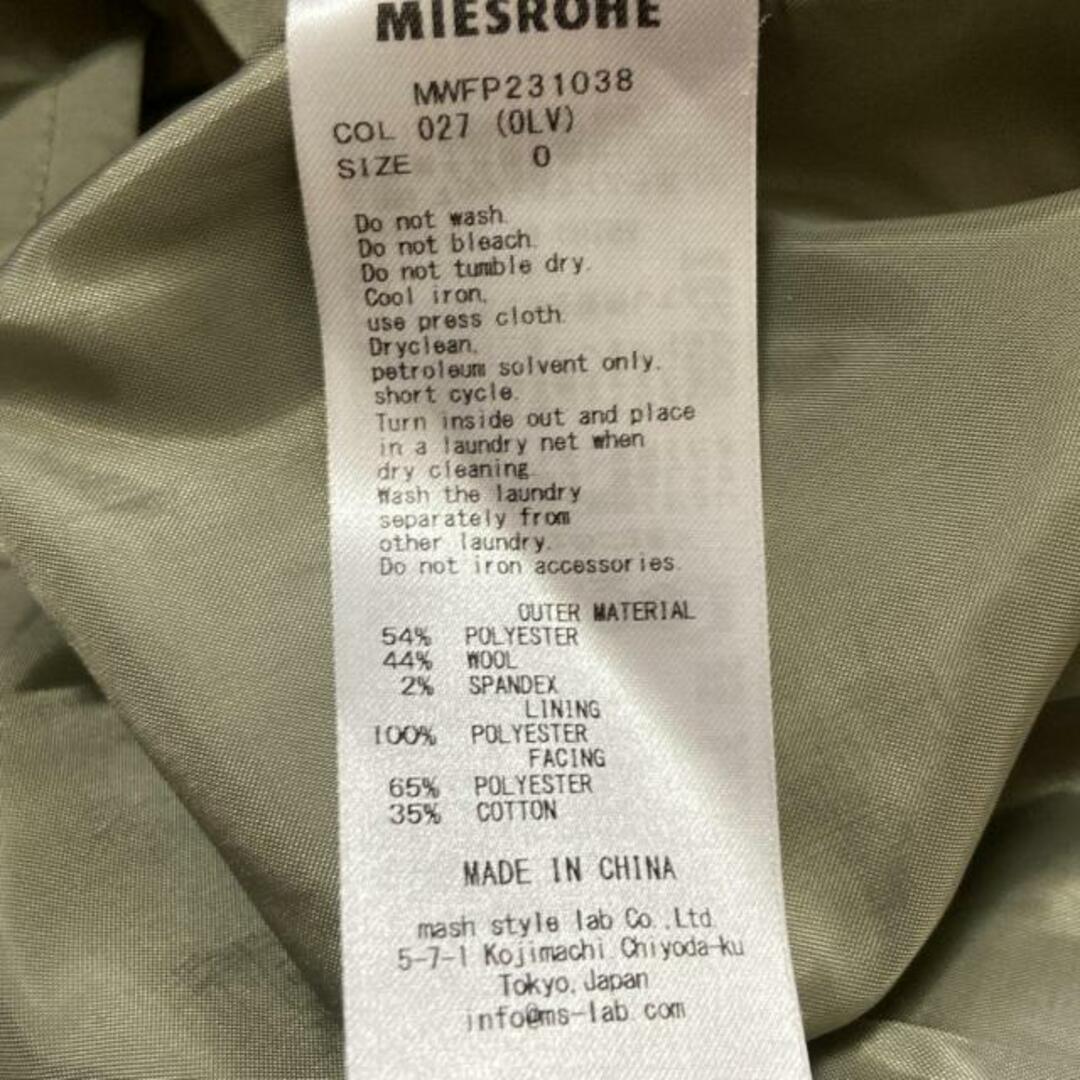 MIESROHE
MWFP231038
COL 027 (OLV)
SIZE 0
Do not wash.
Do not bleach.
Do not tumble dry.
Cool iron.
use press cloth.
Dryclean.
petroleum solvent only.
short cycle.
Turn inside out and place
in a laundry net when
dry cleaning.
Wash the laundry
separately from
other laundry.
Do not iron accessories.
OUTER MATERIAL
54% POLYESTER
44% WOOL
2% SPANDEX
LINING
100% POLYESTER
FACING
65% POLYESTER
35% COTTON
MADE IN CHINA
mash style lab Co.,Ltd.
5-7-1 Kojimachi Chiyoda-ku
Tokyo,Japan
info@ms-lab.com